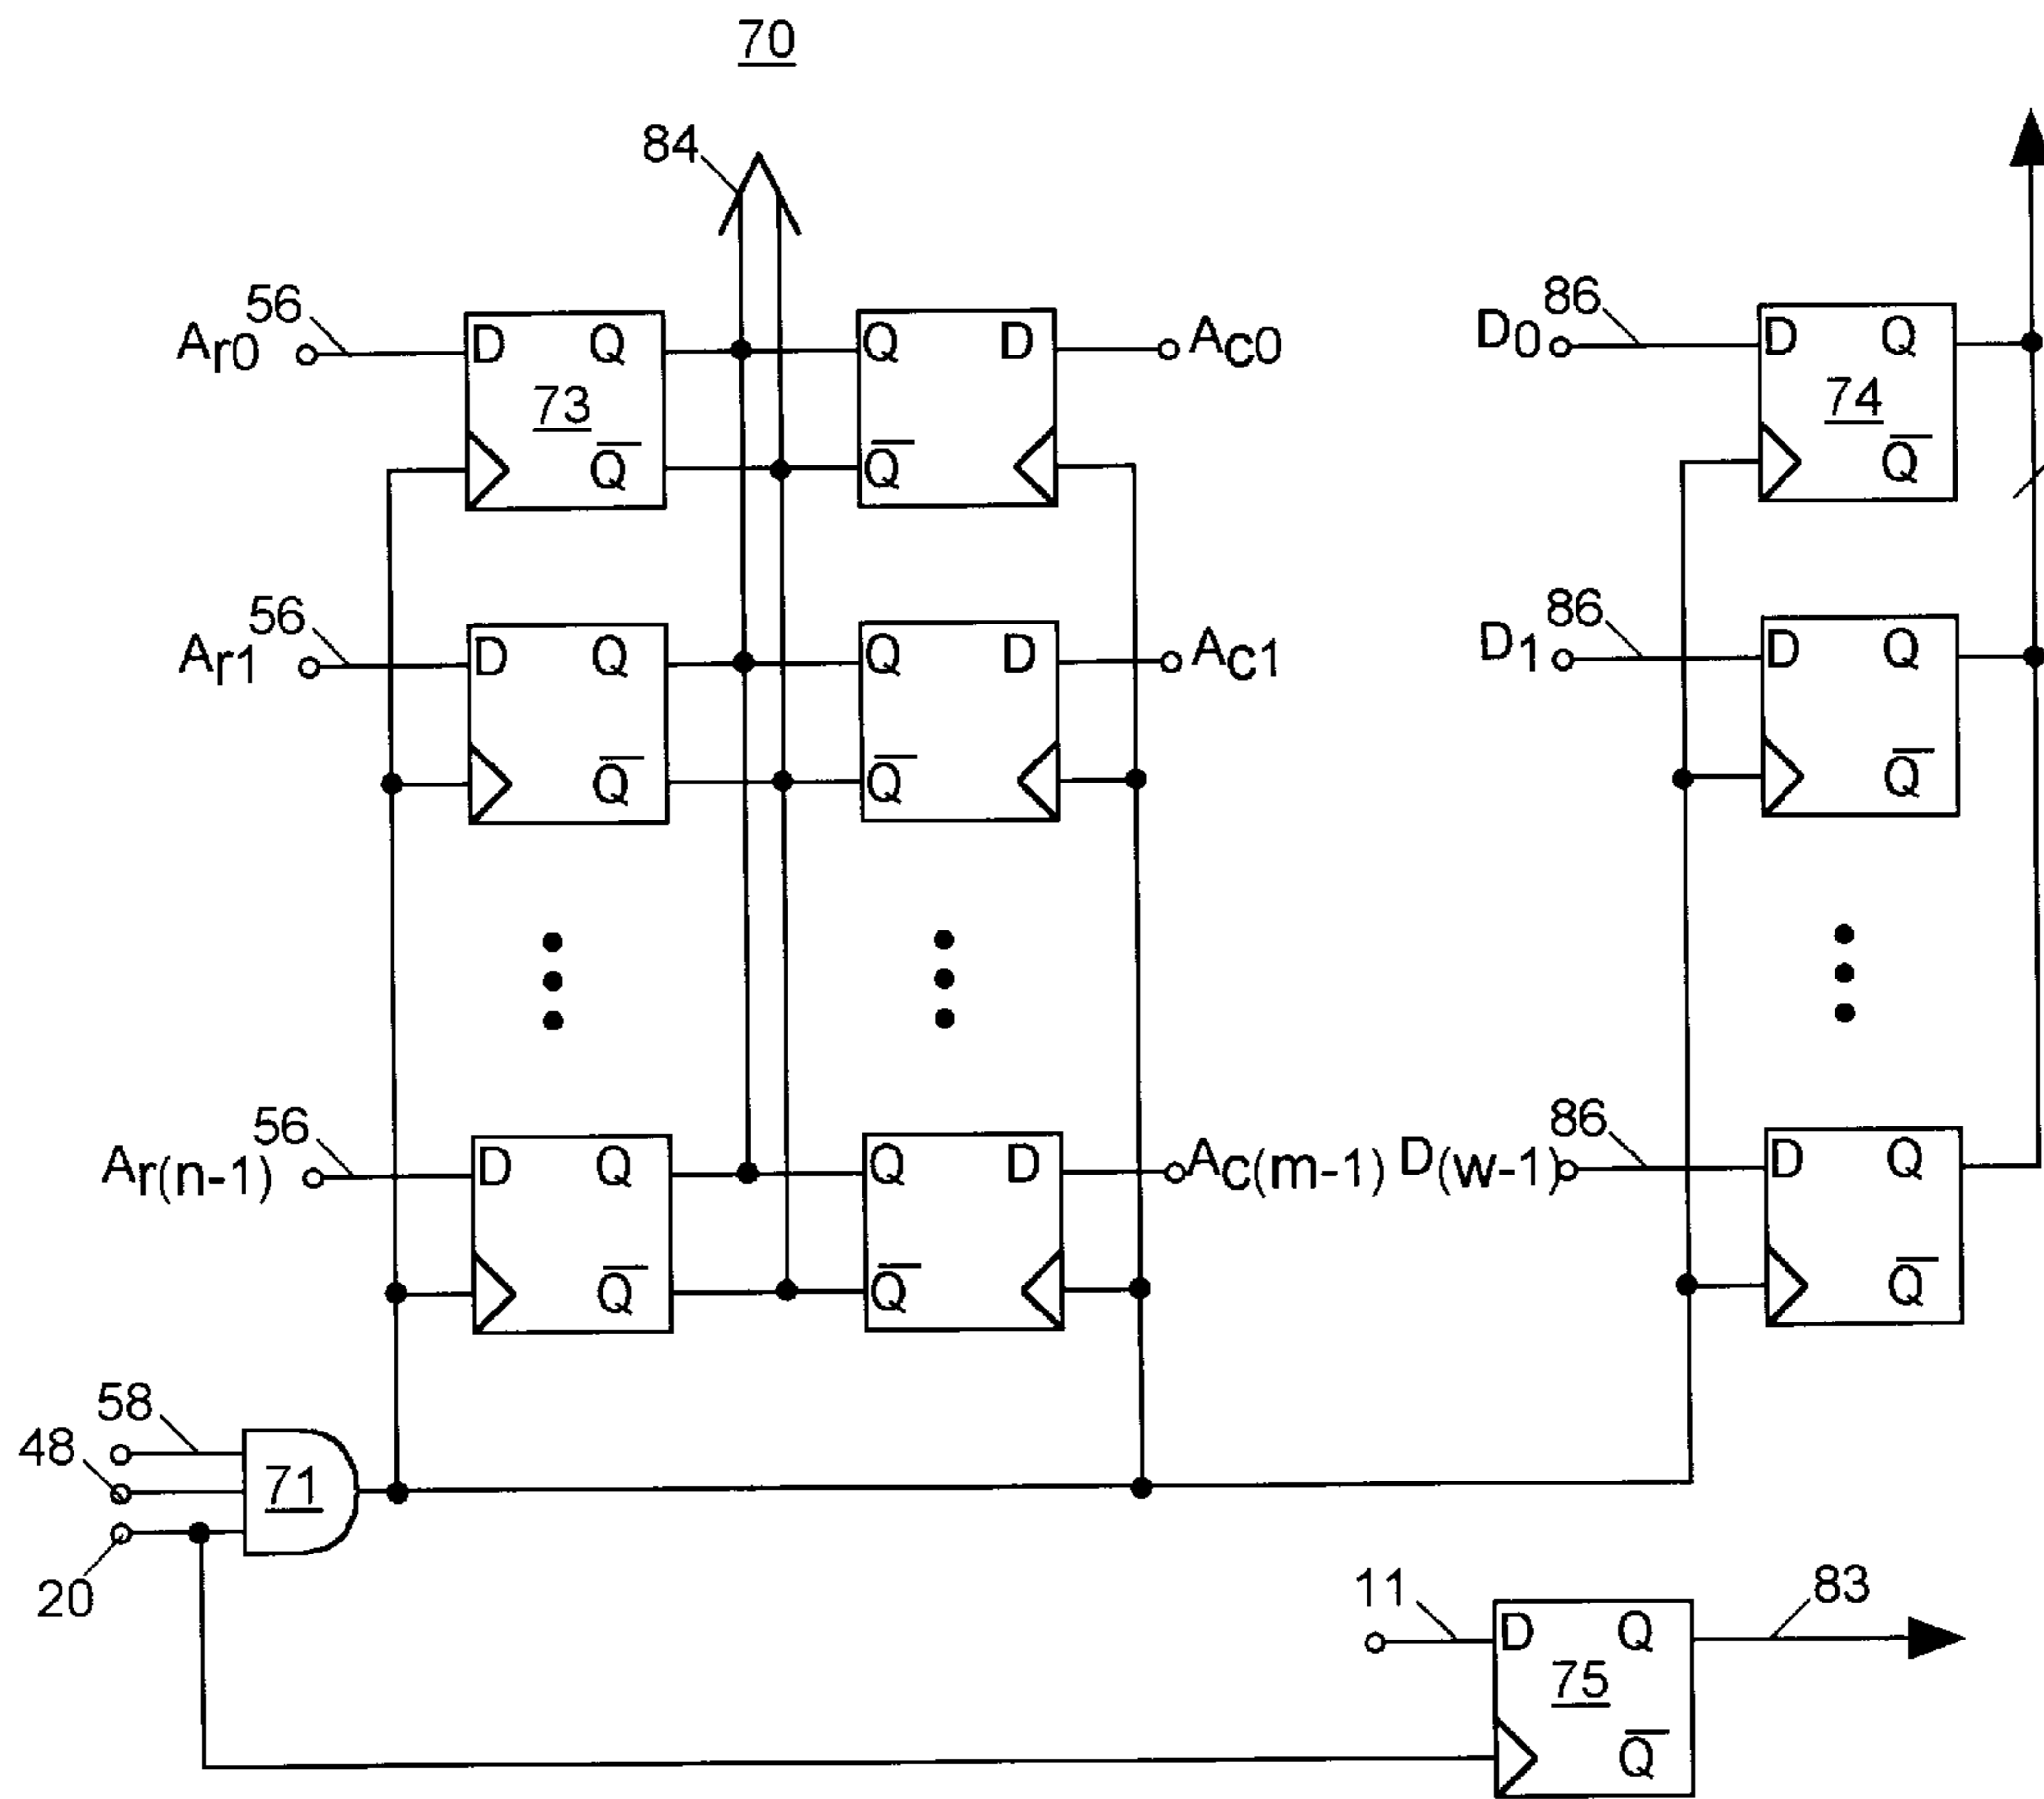 70
84
Ar0 56 D Q 73 Q Q D Q Ac0
D0 86 D Q 74 Q
Ar1 56 D Q Q Q D Q Ac1
D1 86 D Q Q
Ar(n-1) 56 D Q Q Q D Q Ac(m-1)
D(w-1) 86 D Q Q
58
48
71
20
11 D Q 83
75
Q